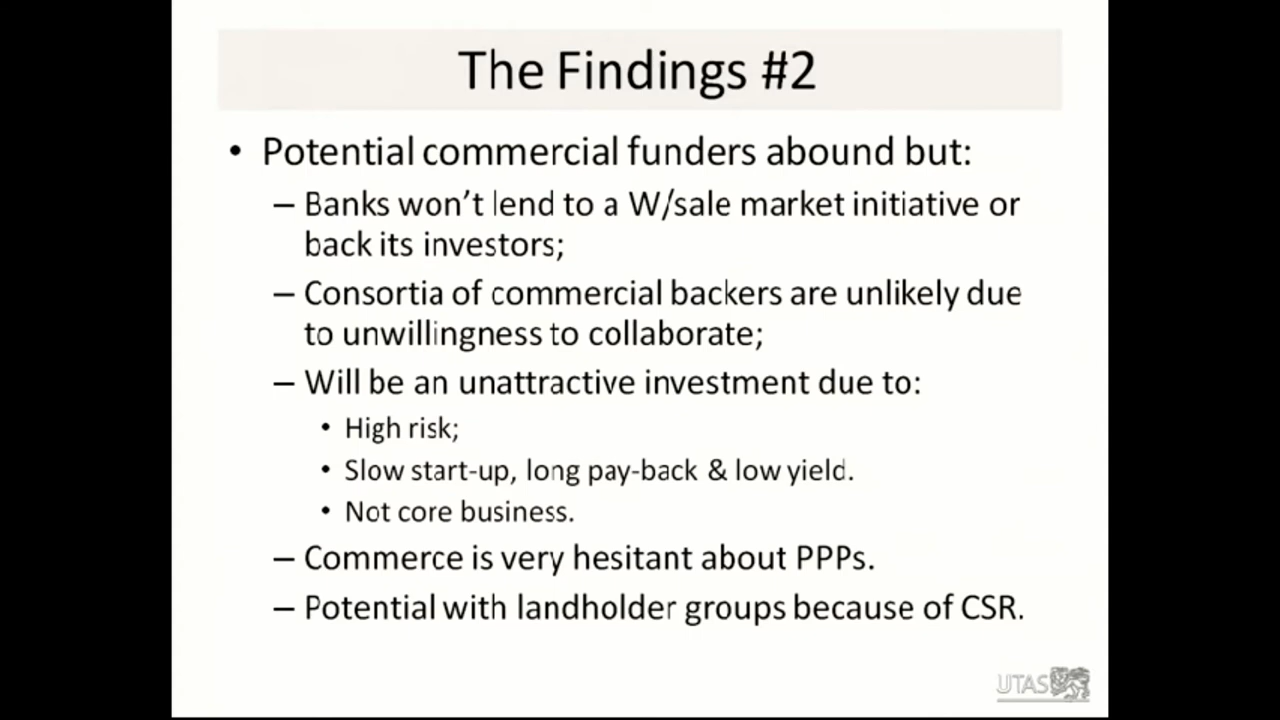 The Findings #2
• Potential commercial funders abound but:
– Banks won’t lend to a W/sale market initiative or
back its investors;
– Consortia of commercial backers are unlikely due
to unwillingness to collaborate;
– Will be an unattractive investment due to:
• High risk;
• Slow start-up, long pay-back & low yield.
• Not core business.
– Commerce is very hesitant about PPPs.
– Potential with landholder groups because of CSR.
UTAS